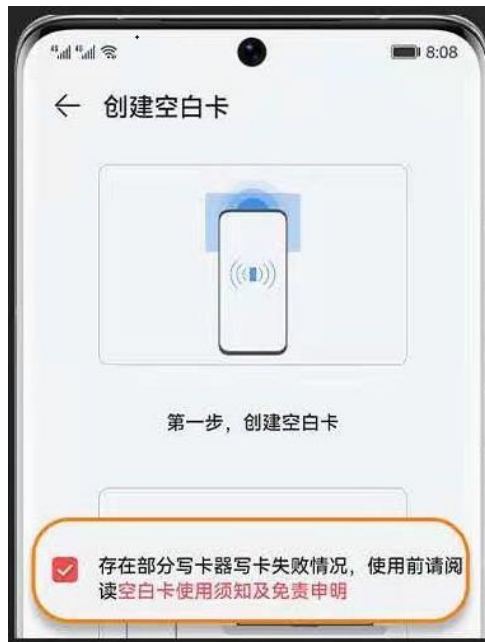 8:08
创建空白卡
第一步，创建空白卡
存在部分写卡器写卡失败情况，使用前请阅
读空白卡使用须知及免责申明